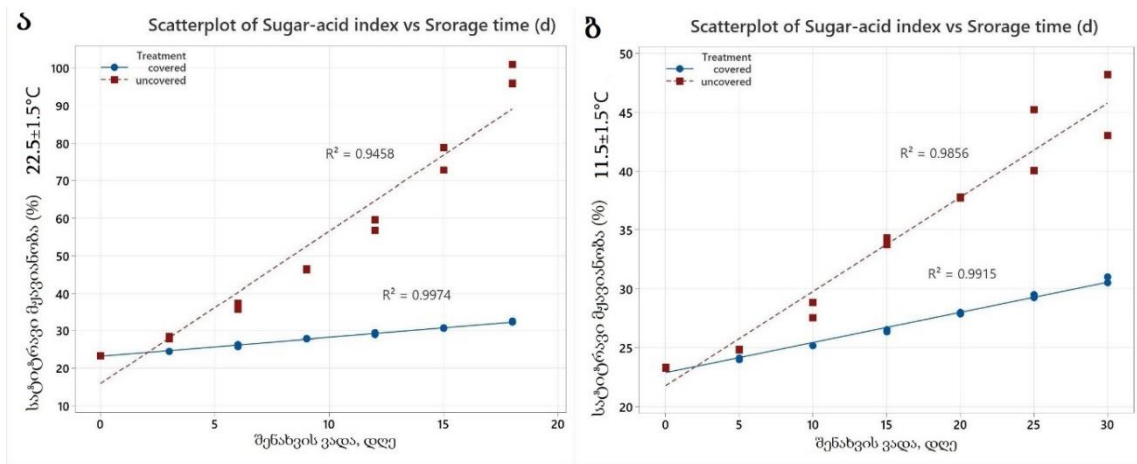 ა
Scatterplot of Sugar-acid index vs Srorage time (d)
სატიტრავი მჟავიანობა (%) 22.5±1.5°C
100
90
80
70
60
50
40
30
20
10
Treatment
covered
uncovered
R² = 0.9458
R² = 0.9974
0
5
10
15
20
შენახვის ვადა, დღე
ბ
Scatterplot of Sugar-acid index vs Srorage time (d)
სატიტრავი მჟავიანობა (%) 11.5±1.5°C
50
45
40
35
30
25
20
Treatment
covered
uncovered
R² = 0.9856
R² = 0.9915
0
5
10
15
20
25
30
შენახვის ვადა, დღე